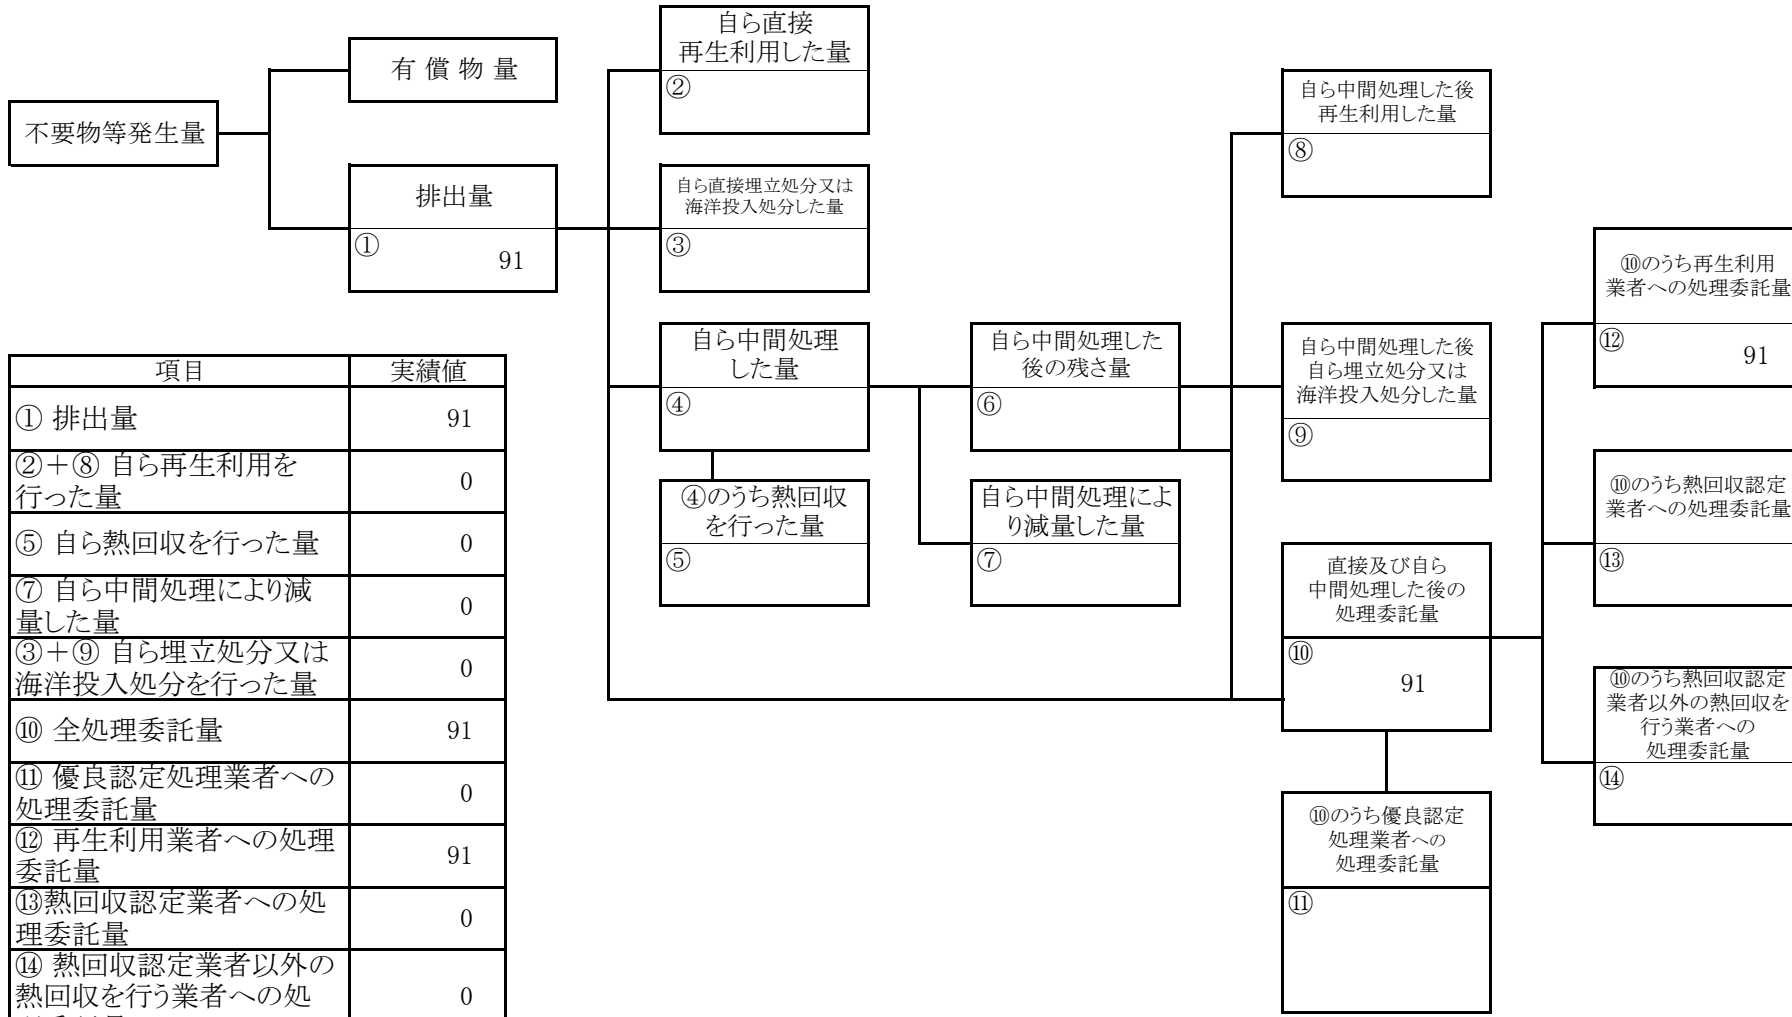 不要物等発生量
有 償 物 量
排出量
①
91
自ら直接
再生利用した量
②
自ら直接埋立処分又は
海洋投入処分した量
③
自ら中間処理
した量
④
④のうち熱回収
を行った量
⑤
自ら中間処理した
後の残さ量
⑥
自ら中間処理によ
り減量した量
⑦
自ら中間処理した後
再生利用した量
⑧
自ら中間処理した後
自ら埋立処分又は
海洋投入処分した量
⑨
直接及び自ら
中間処理した後の
処理委託量
⑩
91
⑩のうち優良認定
処理業者への
処理委託量
⑪
⑩のうち再生利用
業者への処理委託量
⑫
91
⑩のうち熱回収認定
業者への処理委託量
⑬
⑩のうち熱回収認定
業者以外の熱回収を
行う業者への
処理委託量
⑭
項目 実績値
① 排出量 91
②＋⑧ 自ら再生利用を
行った量 0
⑤ 自ら熱回収を行った量 0
⑦ 自ら中間処理により減
量した量 0
③＋⑨ 自ら埋立処分又は
海洋投入処分を行った量 0
⑩ 全処理委託量 91
⑪ 優良認定処理業者への
処理委託量 0
⑫ 再生利用業者への処理
委託量 91
⑬熱回収認定業者への処
理委託量 0
⑭ 熱回収認定業者以外の
熱回収を行う業者への処 0